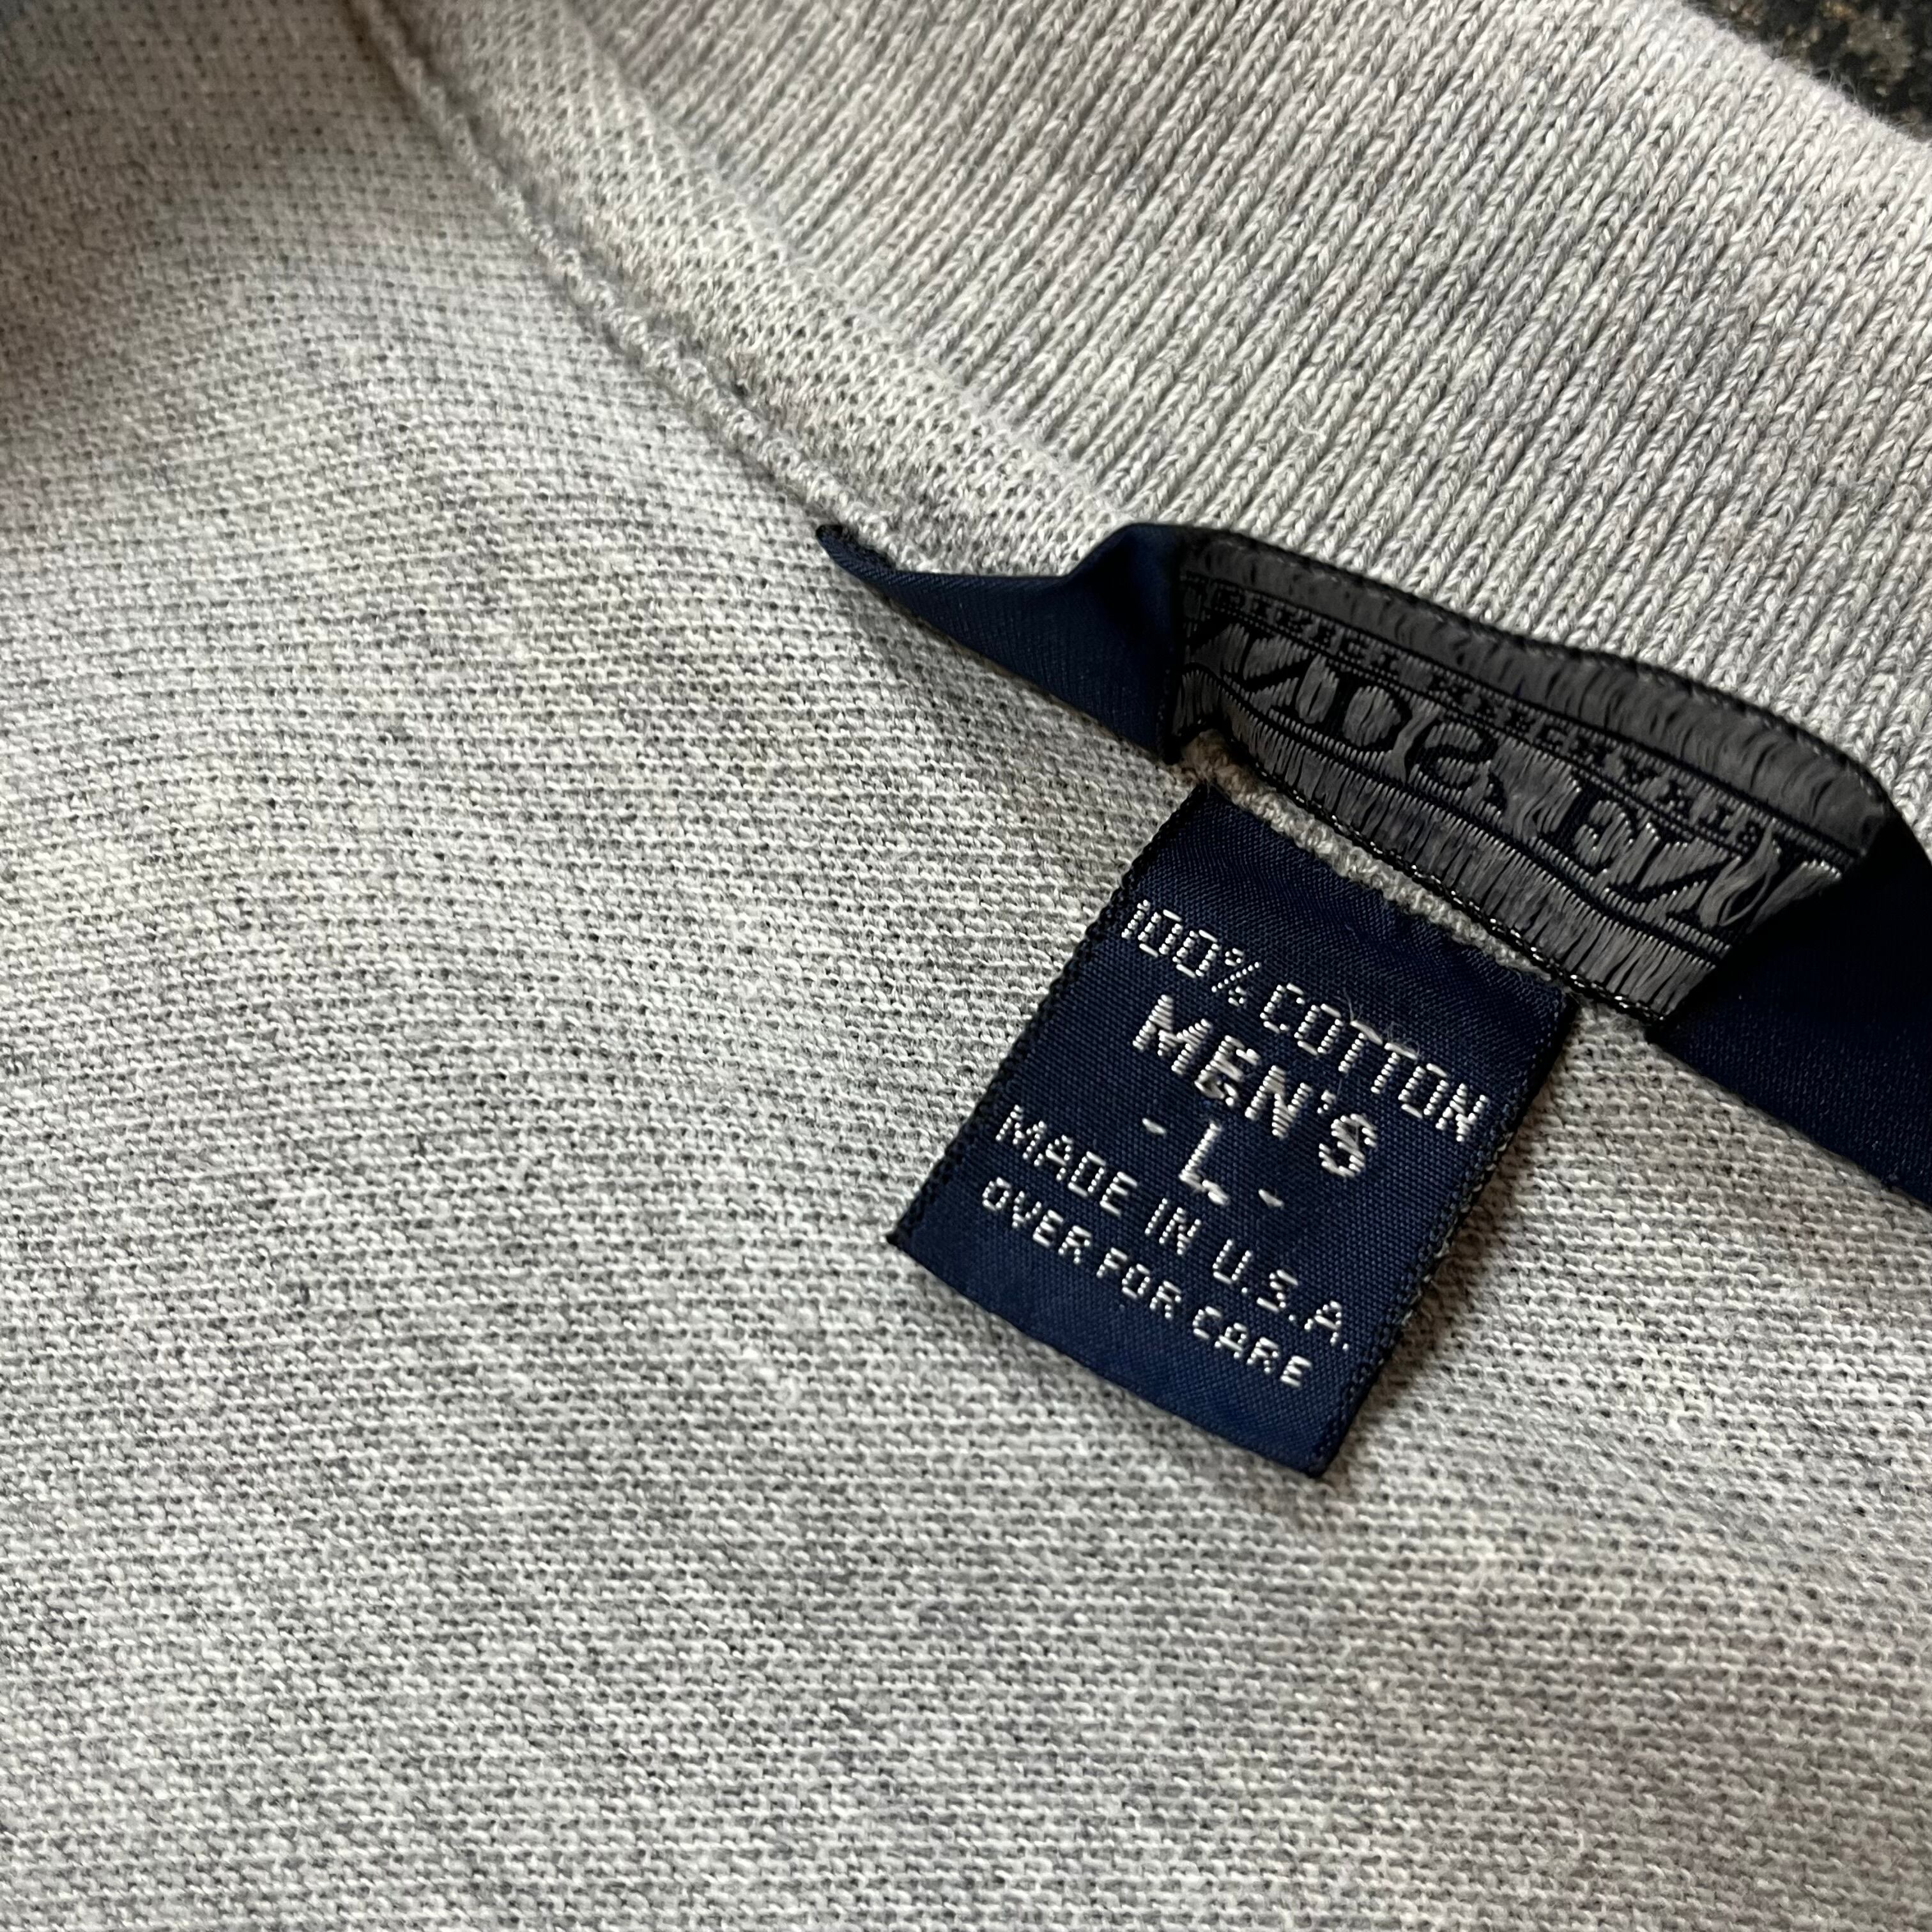 100% COTTON
MEN'S
- L -
MADE IN U.S.A.
OVER FOR CARE